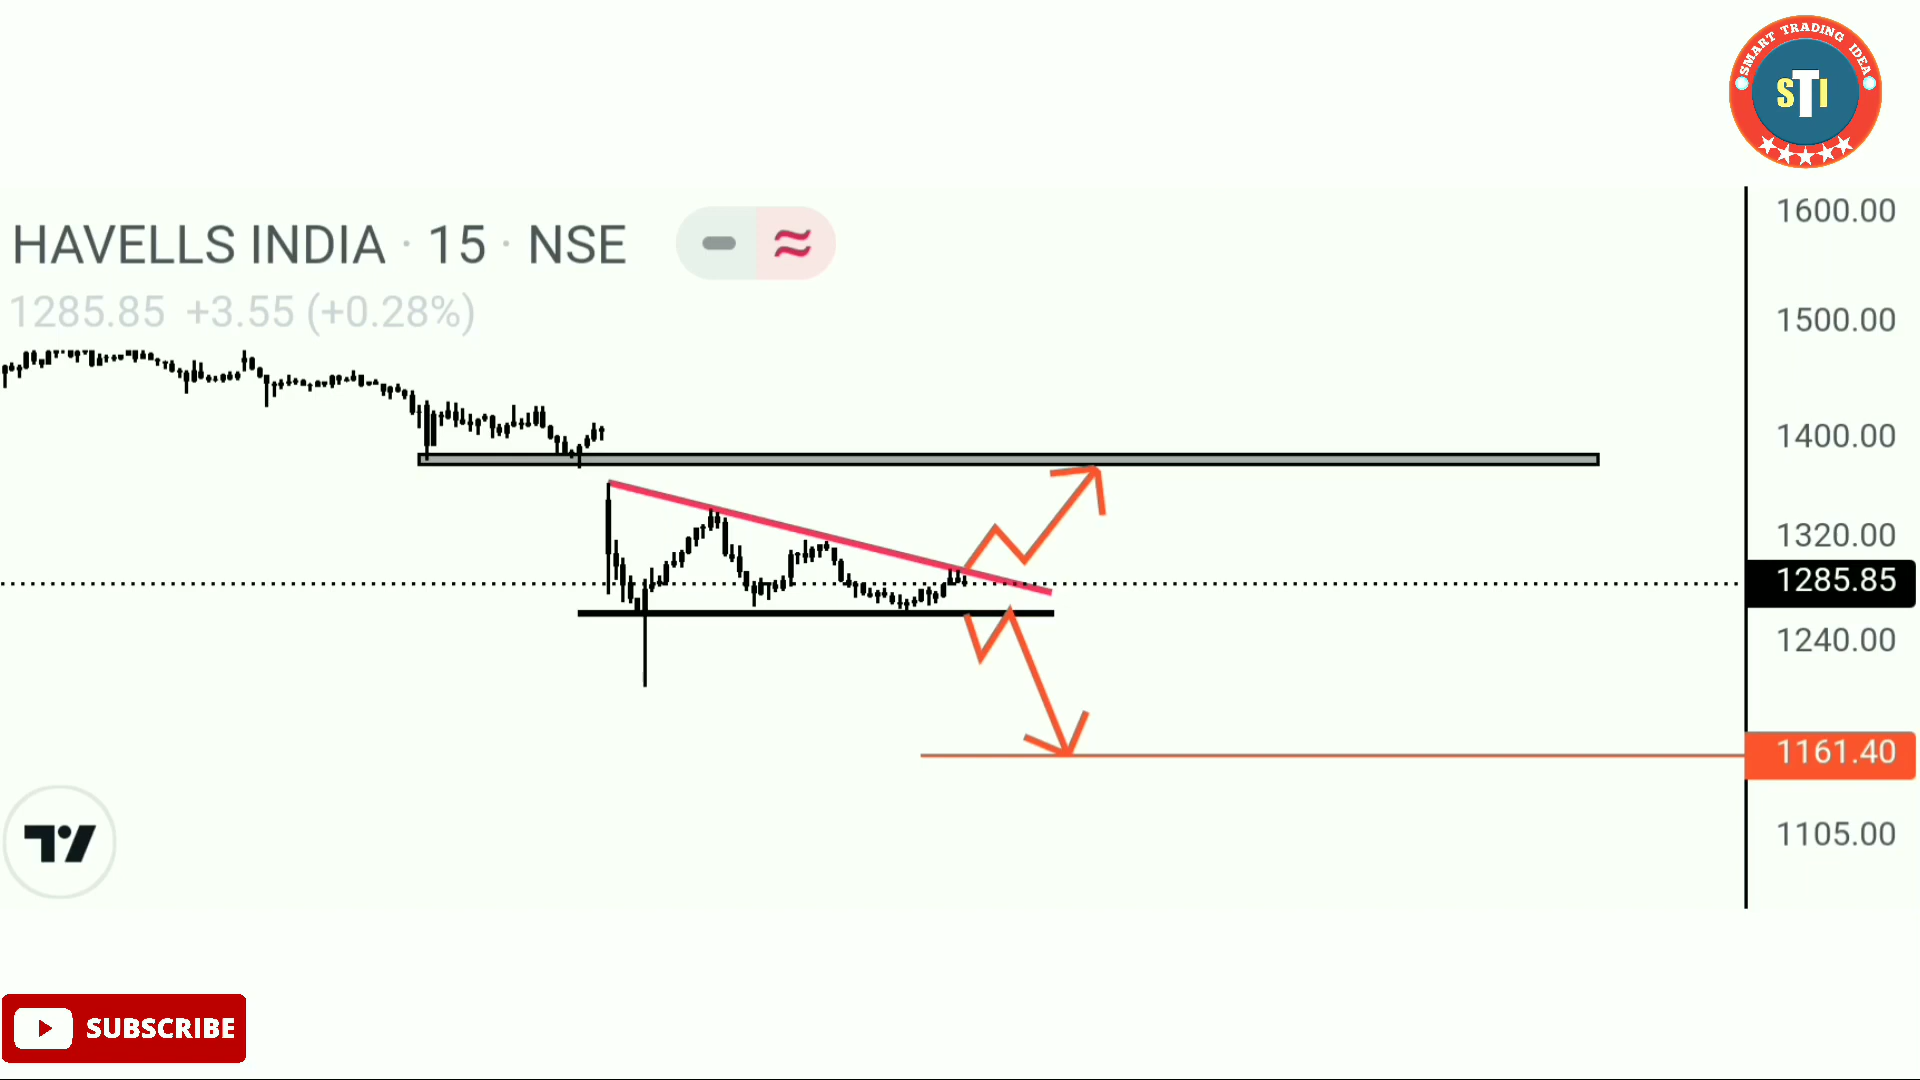 SMART TRADING IDEA
STI
HAVELLS INDIA · 15 · NSE
1285.85 +3.55 (+0.28%)
1600.00
1500.00
1400.00
1320.00
1285.85
1240.00
1161.40
1105.00
SUBSCRIBE